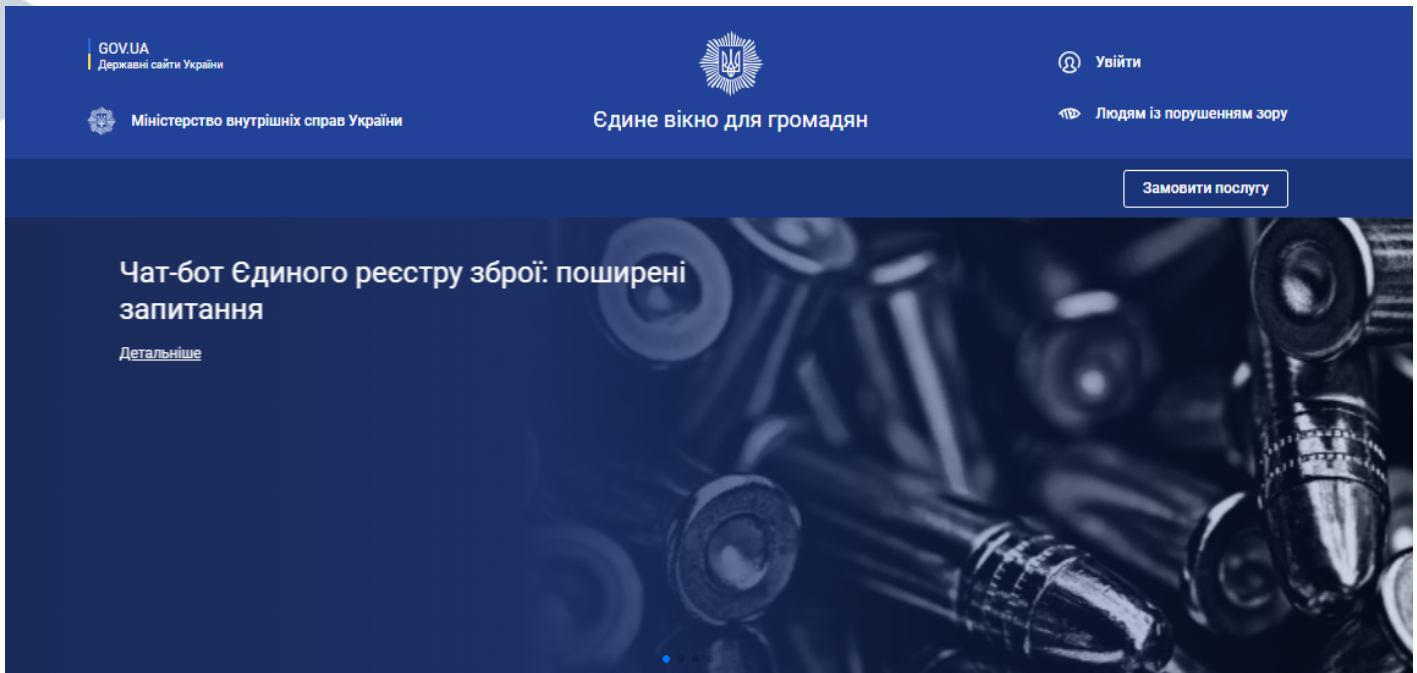 GOV.UA
Державні сайти України
Міністерство внутрішніх справ України
Єдине вікно для громадян
Увійти
Людям із порушенням зору
Замовити послугу
Чат-бот Єдиного реєстру зброї: поширені
запитання
Детальніше